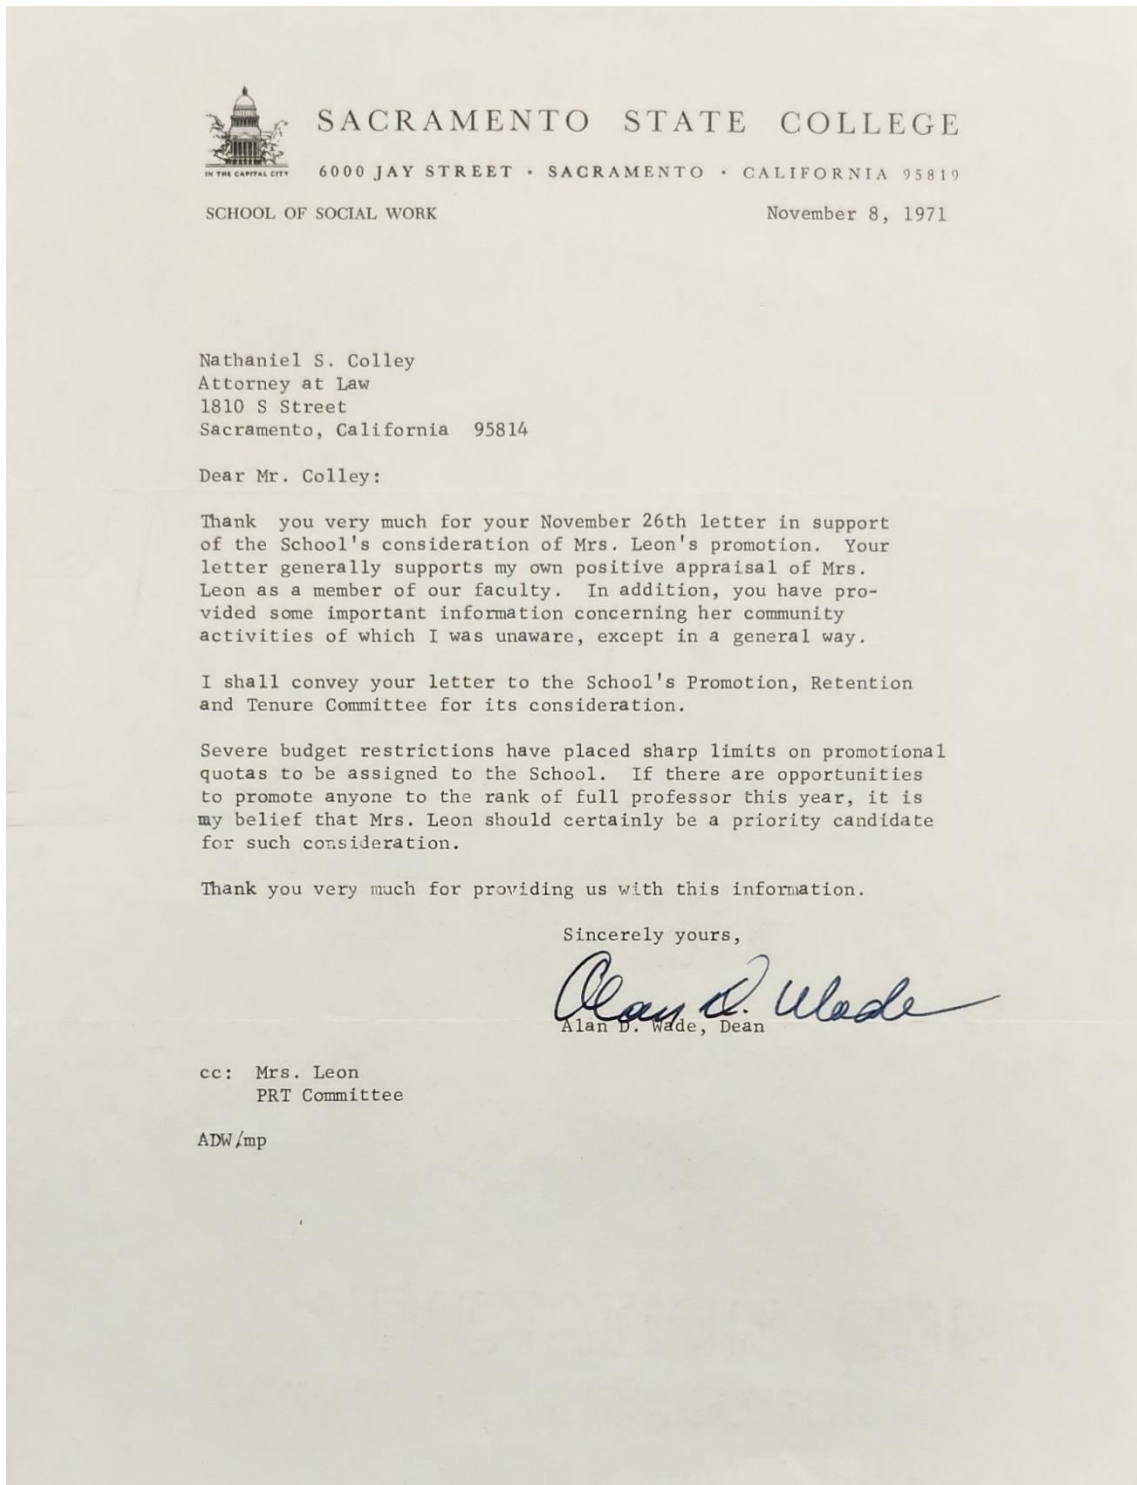 SACRAMENTO STATE COLLEGE
IN THE CAPITAL CITY
6000 JAY STREET · SACRAMENTO · CALIFORNIA 95819
SCHOOL OF SOCIAL WORK
November 8, 1971
Nathaniel S. Colley
Attorney at Law
1810 S Street
Sacramento, California 95814
Dear Mr. Colley:
Thank you very much for your November 26th letter in support
of the School's consideration of Mrs. Leon's promotion. Your
letter generally supports my own positive appraisal of Mrs.
Leon as a member of our faculty. In addition, you have pro-
vided some important information concerning her community
activities of which I was unaware, except in a general way.
I shall convey your letter to the School's Promotion, Retention
and Tenure Committee for its consideration.
Severe budget restrictions have placed sharp limits on promotional
quotas to be assigned to the School. If there are opportunities
to promote anyone to the rank of full professor this year, it is
my belief that Mrs. Leon should certainly be a priority candidate
for such consideration.
Thank you very much for providing us with this information.
Sincerely yours,
Alan D. Wade
Alan D. Wade, Dean
cc: Mrs. Leon
PRT Committee
ADW/mp